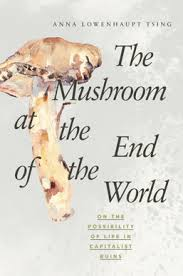 ANNA LOWENHAUPT TSING
The
Mushroom
at the End
of the World
ON THE
POSSIBILITY
OF LIFE IN
CAPITALIST
RUINS